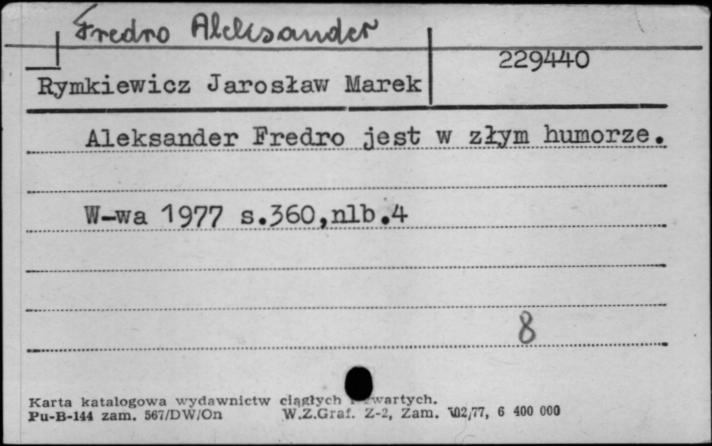 Fredro Aleksander
229440
Rymkiewicz Jarosław Marek
Aleksander Fredro jest w złym humorze.
W-wa 1977 s.360,nlb.4
8
Karta katalogowa wydawnictw ciągłych
Pu-B-144 zam. 567/DW/On W.Z.Graf. Z-2, Zam. 102/77, 6 400 000